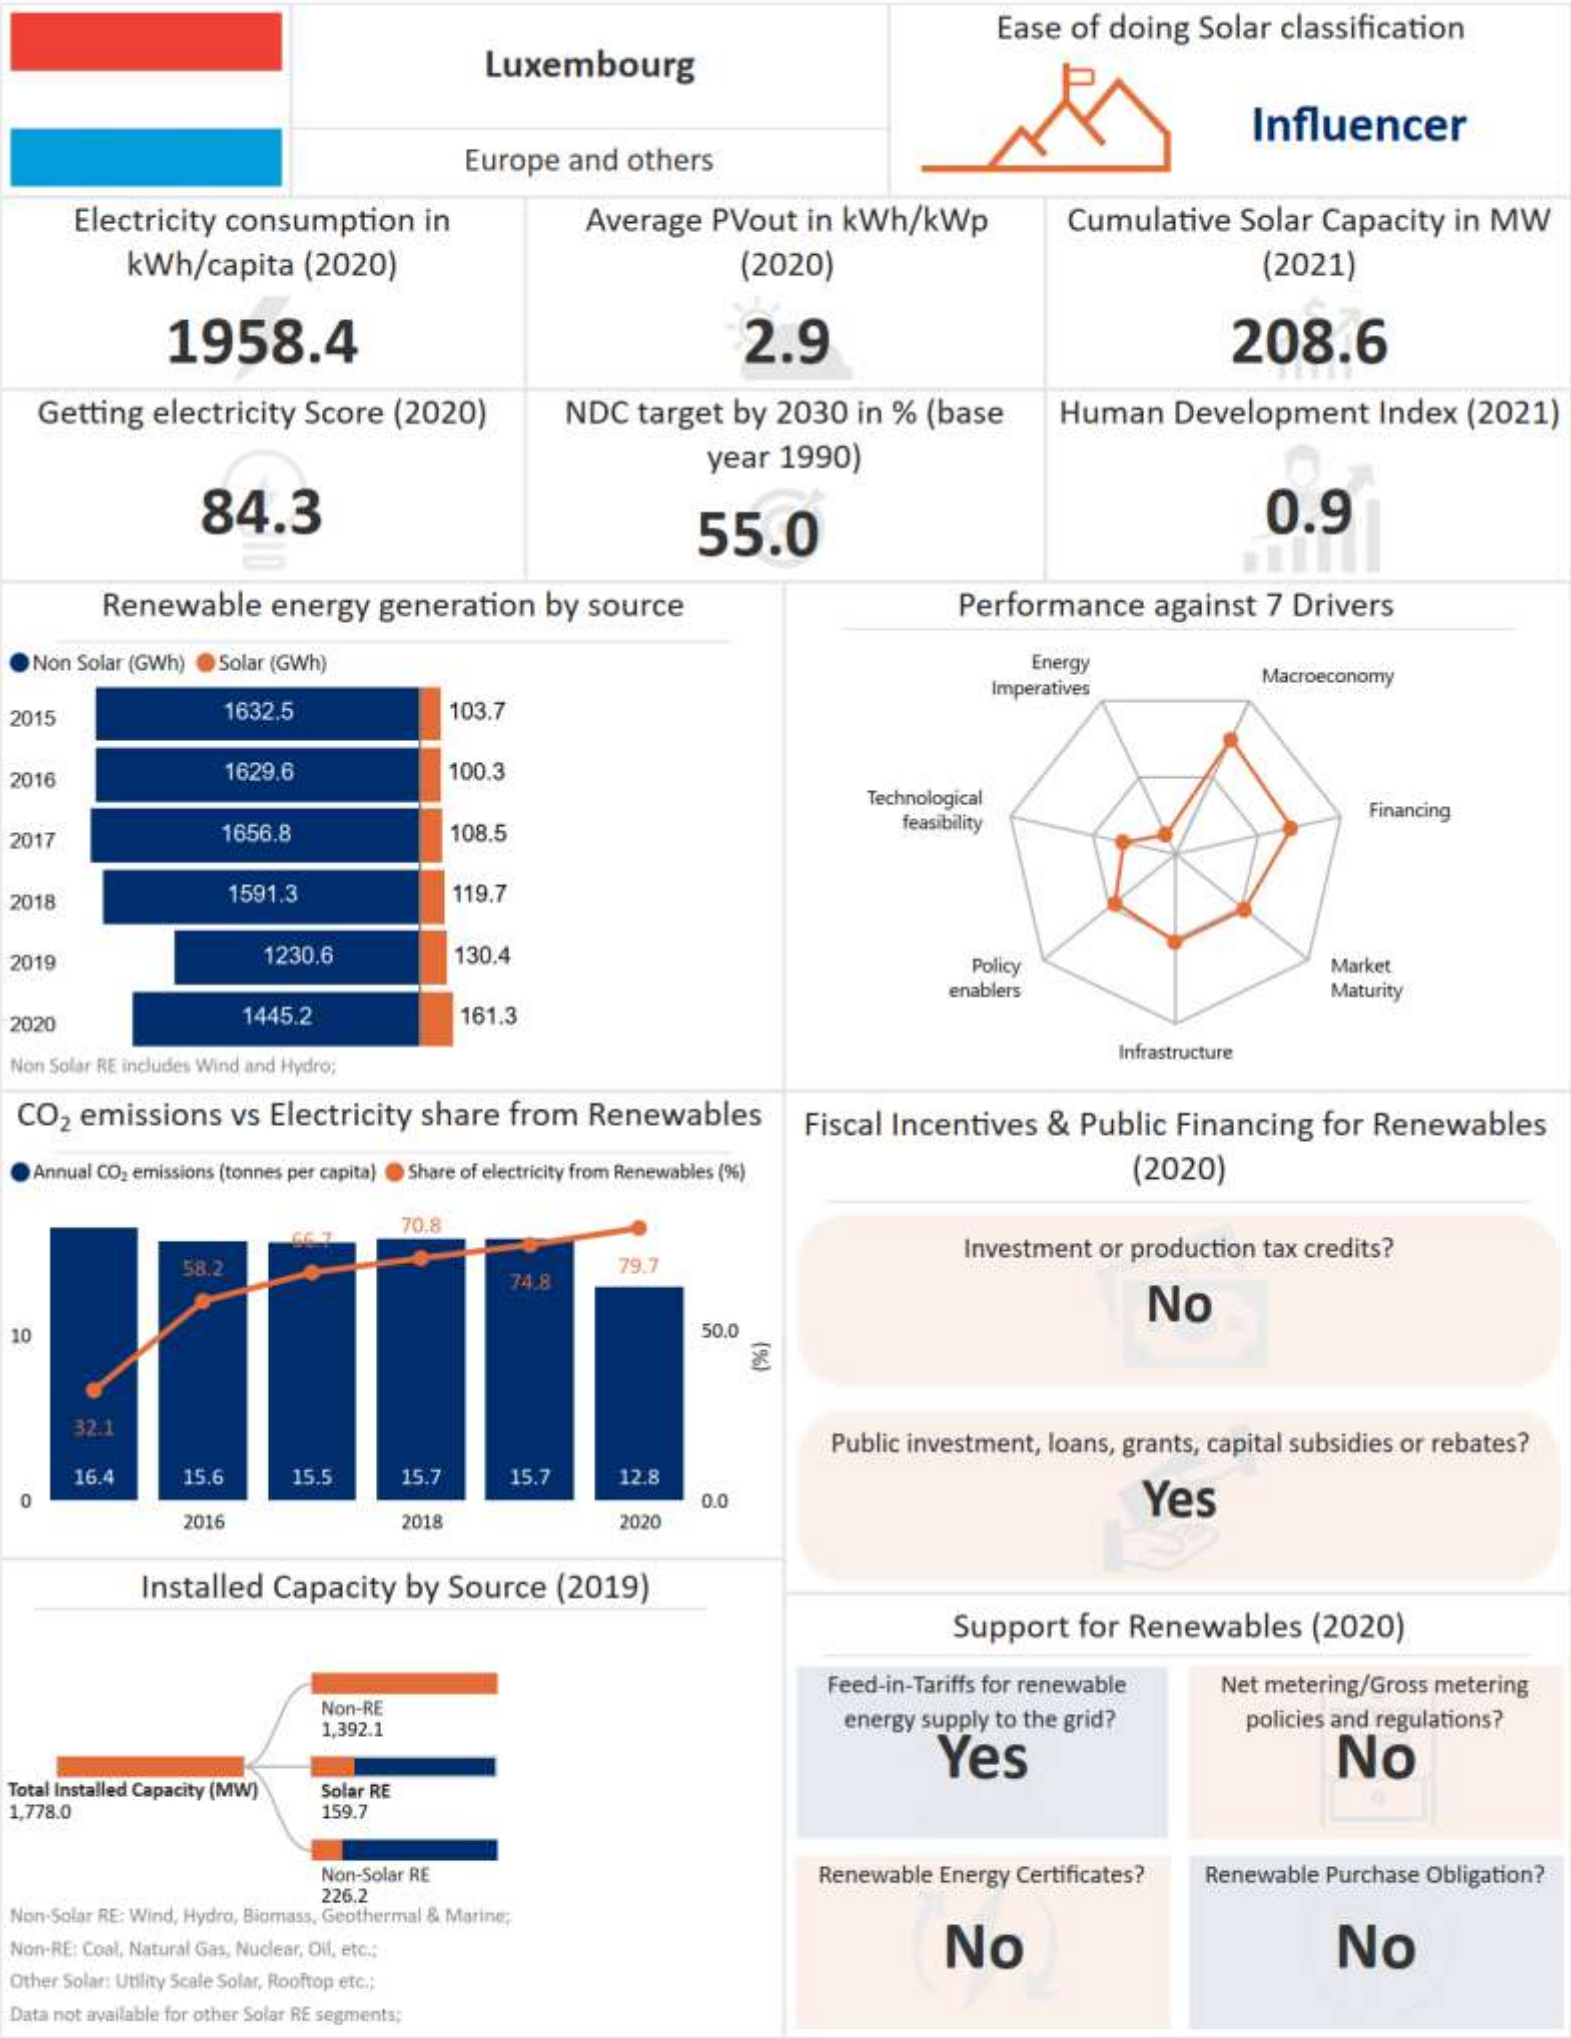 Luxembourg
Europe and others
Ease of doing Solar classification
Influencer
Electricity consumption in
kWh/capita (2020)
1958.4
Average PVout in kWh/kWp
(2020)
2.9
Cumulative Solar Capacity in MW
(2021)
208.6
Getting electricity Score (2020)
84.3
NDC target by 2030 in % (base
year 1990)
55.0
Human Development Index (2021)
0.9
Renewable energy generation by source
Non Solar (GWh) Solar (GWh)
2015 1632.5 103.7
2016 1629.6 100.3
2017 1656.8 108.5
2018 1591.3 119.7
2019 1230.6 130.4
2020 1445.2 161.3
Non Solar RE includes Wind and Hydro;
Performance against 7 Drivers
Energy
Imperatives
Macroeconomy
Technological
feasibility
Financing
Policy
enablers
Market
Maturity
Infrastructure
CO₂ emissions vs Electricity share from Renewables
Annual CO₂ emissions (tonnes per capita) Share of electricity from Renewables (%)
32.1 58.2 66.7 70.8 74.8 79.7
10
50.0
(%)
16.4 15.6 15.5 15.7 15.7 12.8
0
0.0
2016 2018 2020
Fiscal Incentives & Public Financing for Renewables
(2020)
Investment or production tax credits?
No
Public investment, loans, grants, capital subsidies or rebates?
Yes
Installed Capacity by Source (2019)
Non-RE
1,392.1
Total Installed Capacity (MW)
1,778.0
Solar RE
159.7
Non-Solar RE
226.2
Non-Solar RE: Wind, Hydro, Biomass, Geothermal & Marine;
Non-RE: Coal, Natural Gas, Nuclear, Oil, etc.;
Other Solar: Utility Scale Solar, Rooftop etc.;
Data not available for other Solar RE segments;
Support for Renewables (2020)
Feed-in-Tariffs for renewable
energy supply to the grid?
Yes
Net metering/Gross metering
policies and regulations?
No
Renewable Energy Certificates?
No
Renewable Purchase Obligation?
No